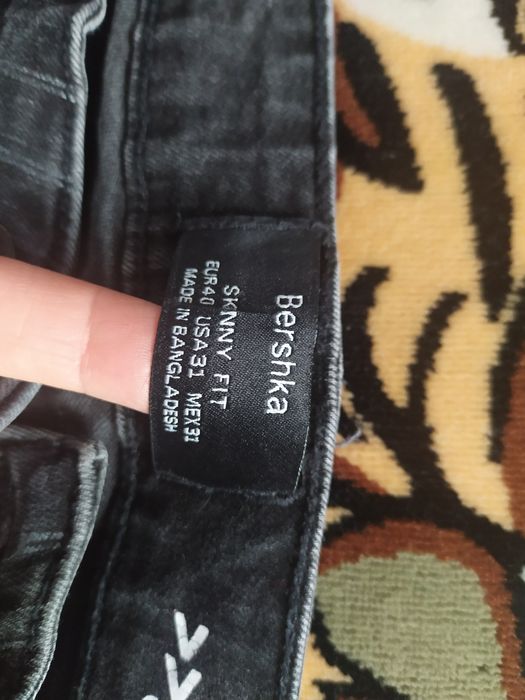 Bershka
SKINNY FIT
EUR40 USA31 MEX31
MADE IN BANGLADESH